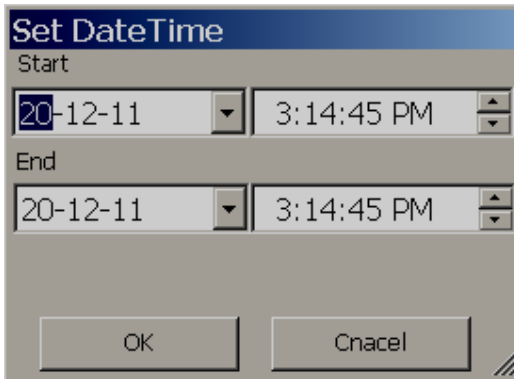 Set DateTime
Start
20-12-11 3:14:45 PM
End
20-12-11 3:14:45 PM
OK Cnacel